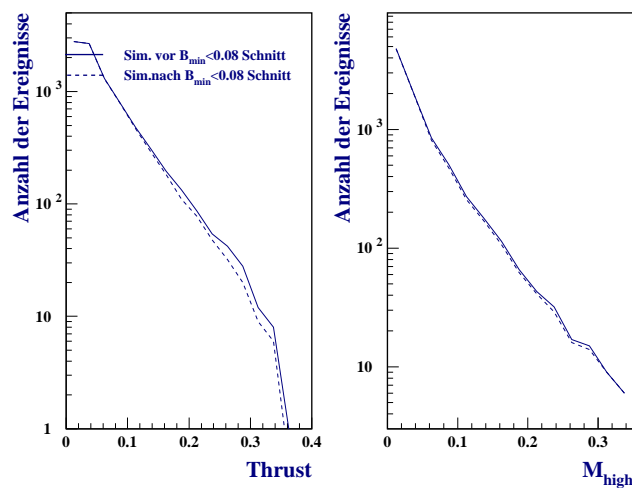 Anzahl der Ereignisse
Sim. vor B_min<0.08 Schnitt
Sim.nach B_min<0.08 Schnitt
10^3
10^2
10
1
0 0.1 0.2 0.3 0.4
Thrust
Anzahl der Ereignisse
10^3
10^2
10
0 0.1 0.2 0.3
M_high